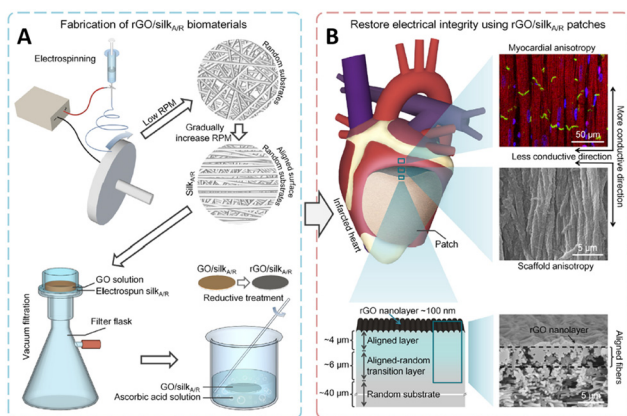 A
Fabrication of rGO/silkA/R biomaterials
Electrospinning
Low RPM
Random substrates
Gradually
increase RPM
SilkA/R
Aligned surface
Random substrates
Vacuum filtration
GO solution
Electrospun silkA/R
Filter flask
GO/silkA/R
rGO/silkA/R
Reductive treatment
GO/silkA/R
Ascorbic acid solution
B
Restore electrical integrity using rGO/silkA/R patches
Myocardial anisotropy
50 μm
More conductive direction
Less conductive direction
5 μm
Scaffold anisotropy
Infarcted heart
Patch
rGO nanolayer ~100 nm
~4 μm
Aligned layer
~6 μm
Aligned-random
transition layer
~40 μm
Random substrate
rGO nanolayer
Aligned fibers
5 μm